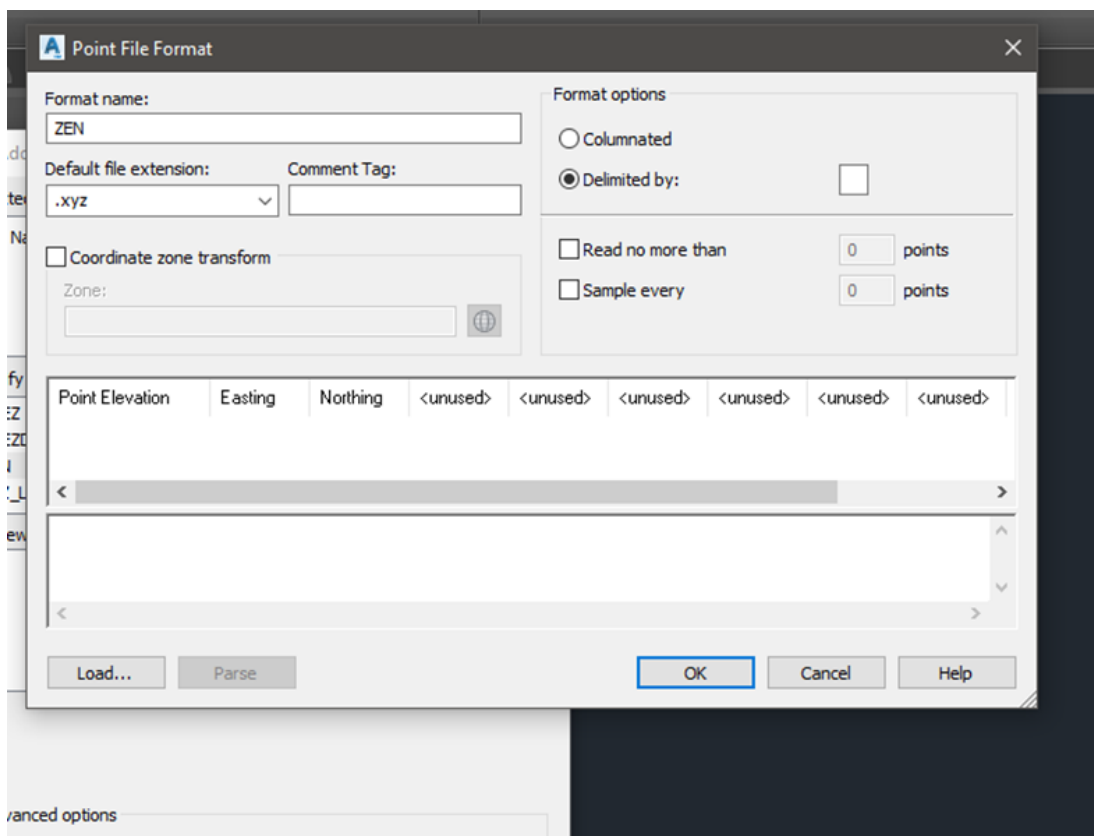 Point File Format
Format name:
ZEN
Default file extension: Comment Tag:
.xyz
Coordinate zone transform
Zone:
Format options
Columnated
Delimited by:
Read no more than 0 points
Sample every 0 points
Point Elevation Easting Northing <unused> <unused> <unused> <unused> <unused> <unused>
Load... Parse OK Cancel Help
vanced options